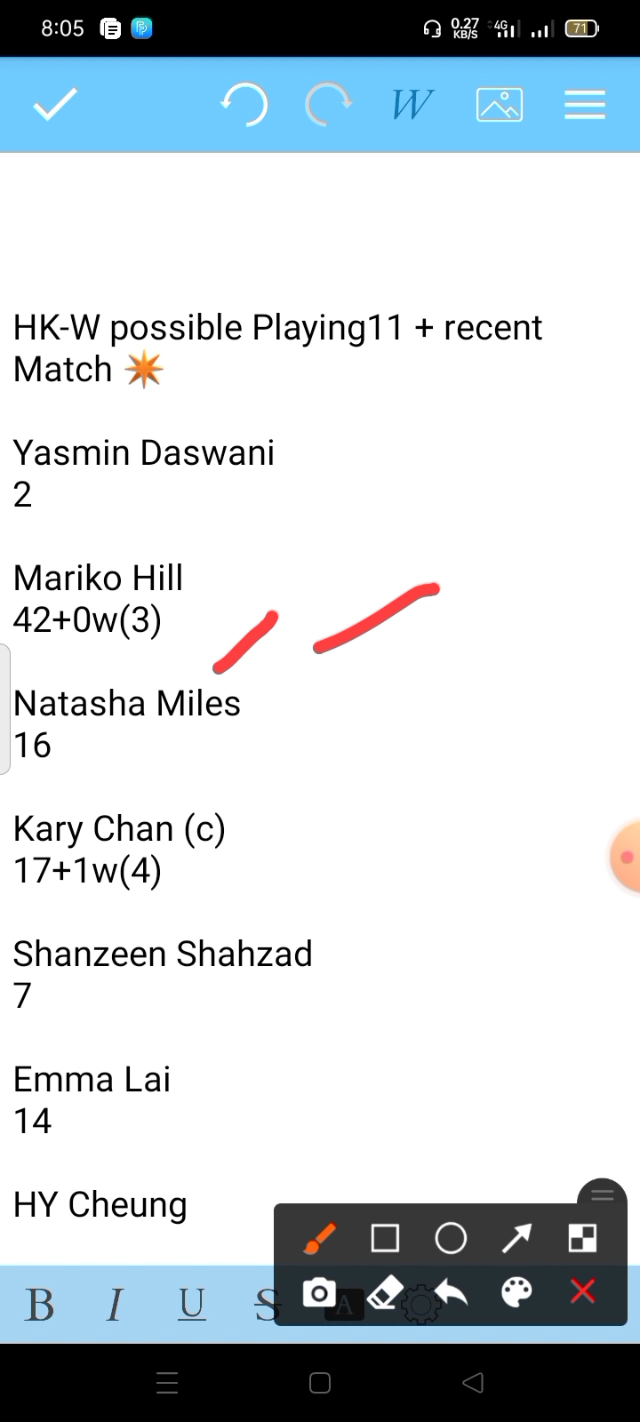 8:05
0.27
KB/S
4G
71
W
HK-W possible Playing11 + recent
Match
Yasmin Daswani
2
Mariko Hill
42+0w(3)
Natasha Miles
16
Kary Chan (c)
17+1w(4)
Shanzeen Shahzad
7
Emma Lai
14
HY Cheung
B I U S A